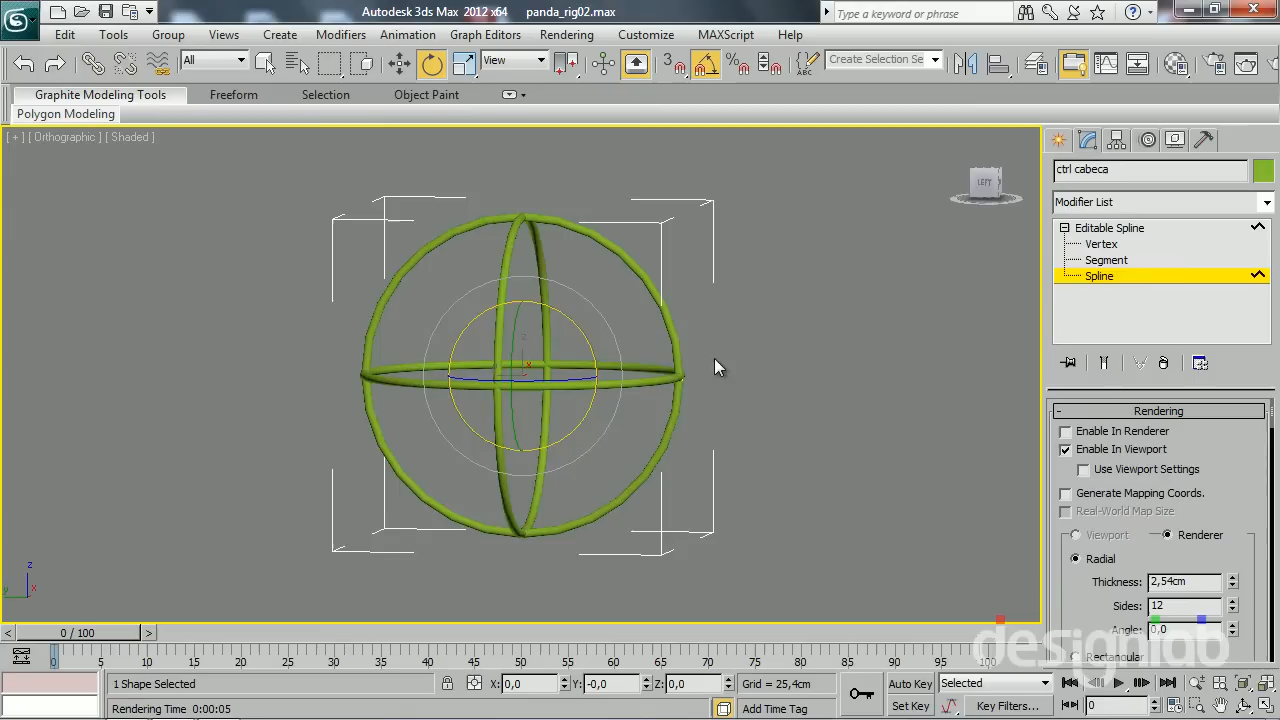 Autodesk 3ds Max 2012 x64 panda_rig02.max
Type a keyword or phrase
Edit Tools Group Views Create Modifiers Animation Graph Editors Rendering Customize MAXScript Help
All View 3 % ABC Create Selection Se
Graphite Modeling Tools Freeform Selection Object Paint
Polygon Modeling
[ + ] [ Orthographic ] [ Shaded ]
LEFT
ctrl cabeca
Modifier List
Editable Spline
Vertex
Segment
Spline
Rendering
Enable In Renderer
Enable In Viewport
Use Viewport Settings
Generate Mapping Coords.
Real-World Map Size
Viewport Renderer
Radial
Thickness: 2,54cm
Sides: 12
Angle: 0,0
Rectangular
designlab
z
x
z
y x
< 0 / 100 >
0 5 10 15 20 25 30 35 40 45 50 55 60 65 70 75 80 85 90 95 100
1 Shape Selected X: 0,0 Y: -0,0 Z: 0,0 Grid = 25,4cm Auto Key Selected
Rendering Time 0:00:05 Add Time Tag Set Key Key Filters... 0